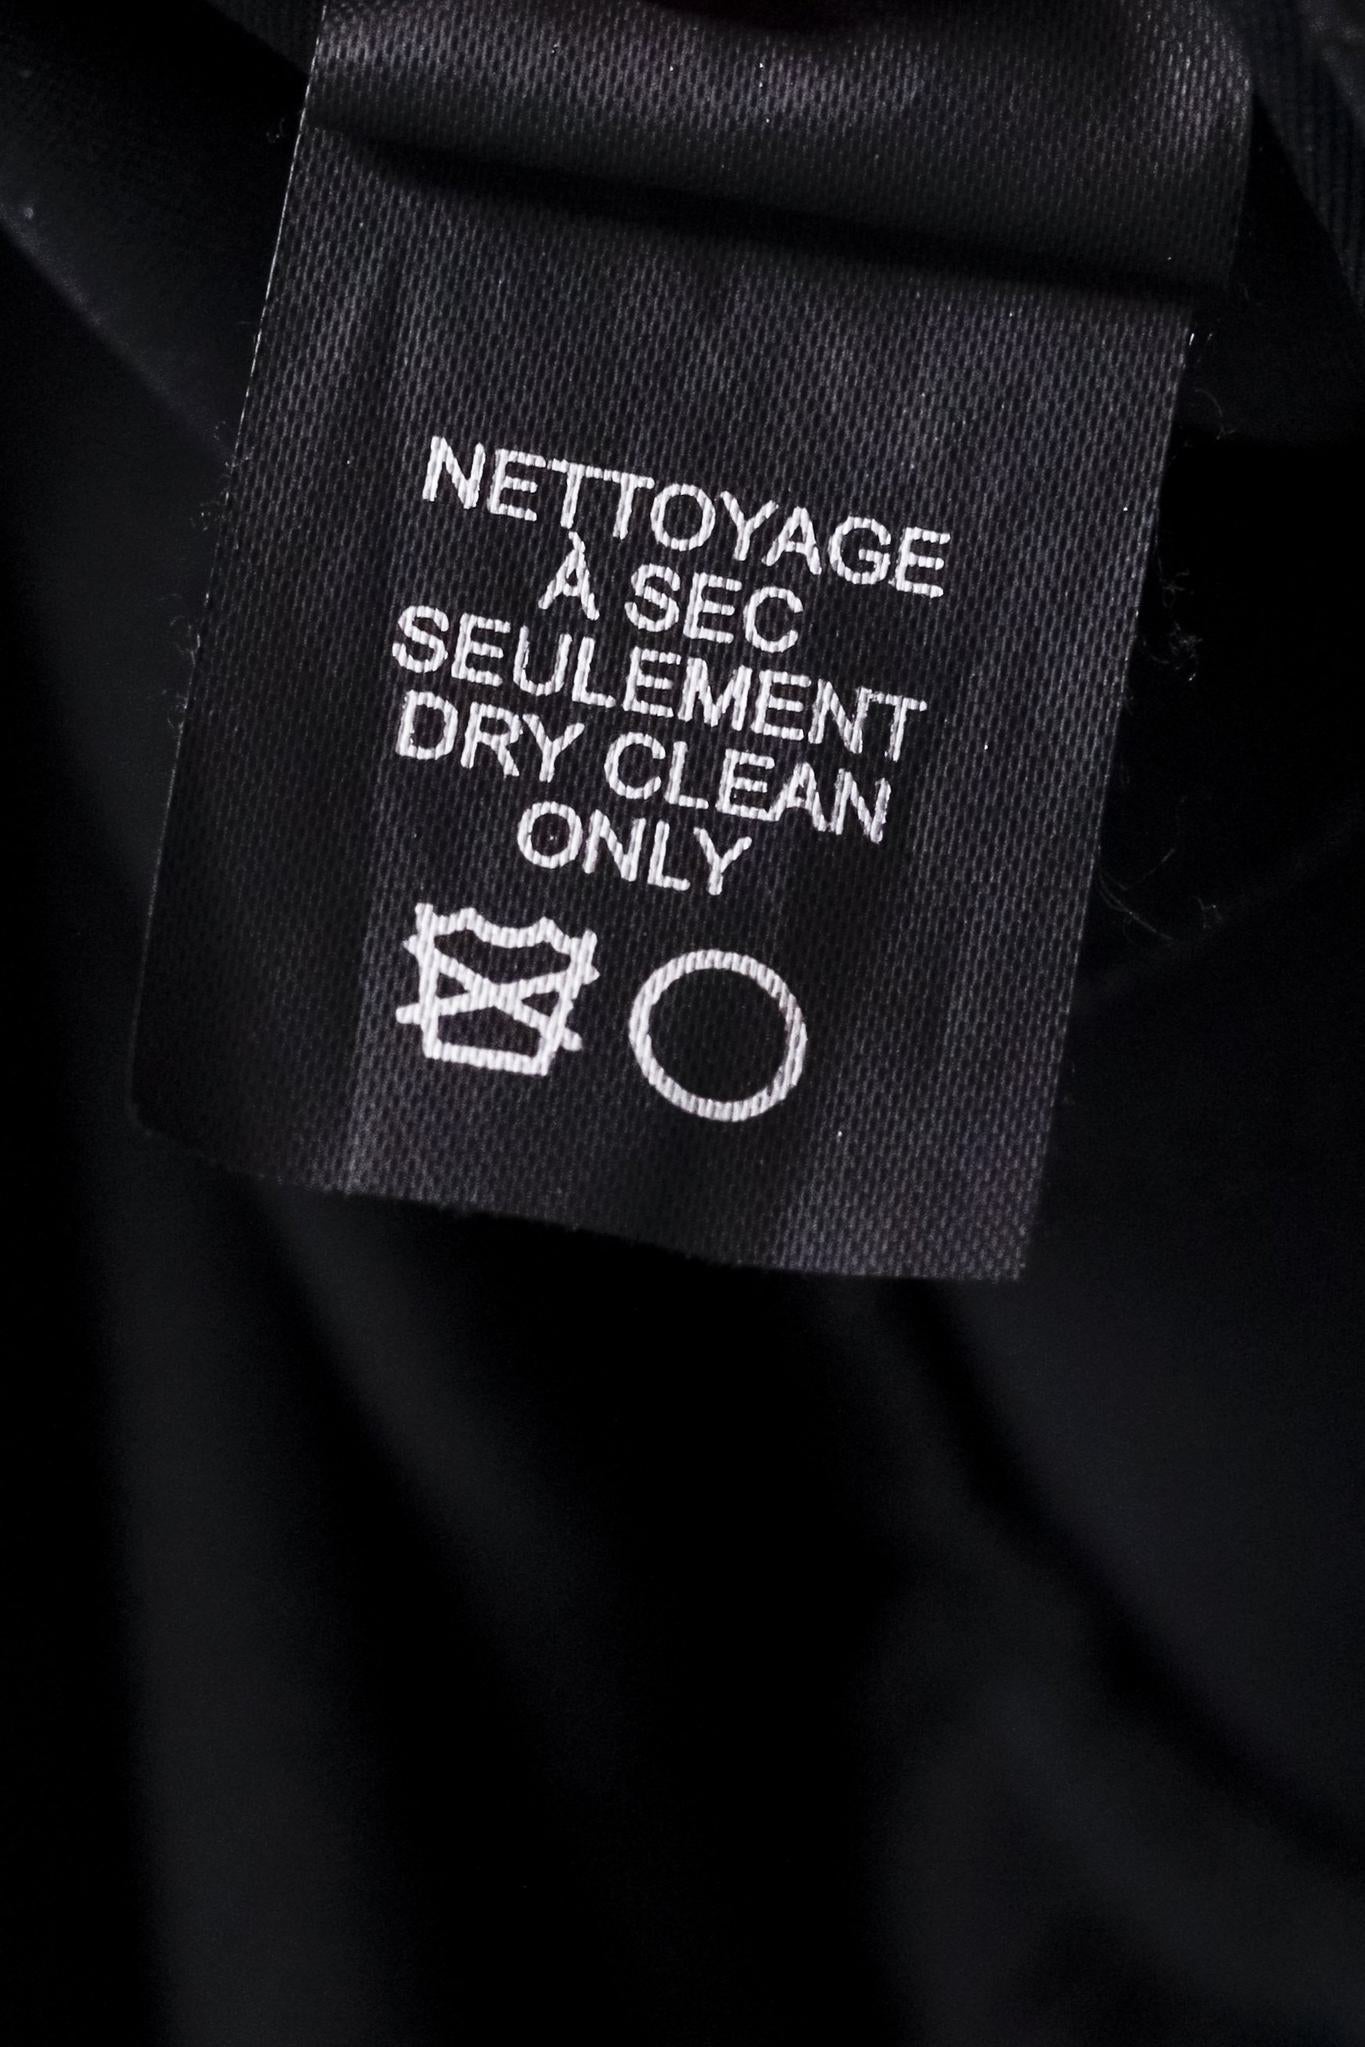 NETTOYAGE
À SEC
SEULEMENT
DRY CLEAN
ONLY